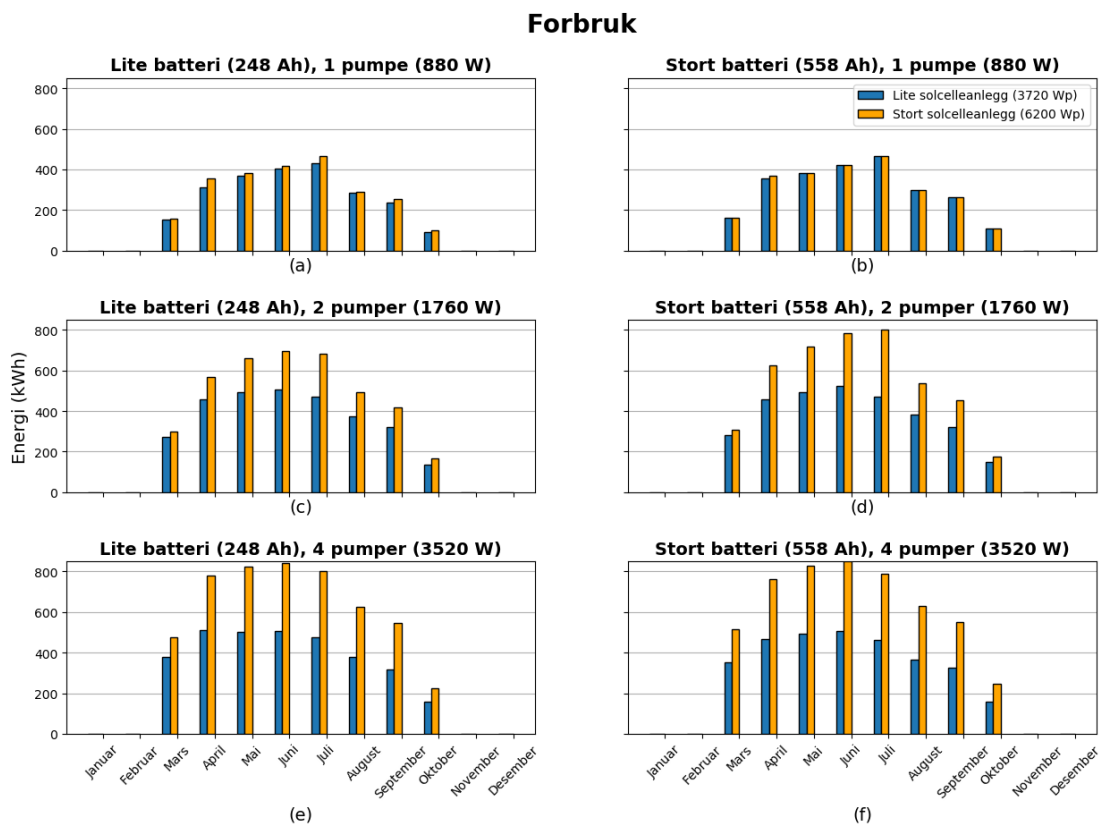 Forbruk
Lite batteri (248 Ah), 1 pumpe (880 W)
800
600
400
200
0
(a)
Stort batteri (558 Ah), 1 pumpe (880 W)
Lite solcelleanlegg (3720 Wp)
Stort solcelleanlegg (6200 Wp)
(b)
Energi (kWh)
Lite batteri (248 Ah), 2 pumper (1760 W)
800
600
400
200
0
(c)
Stort batteri (558 Ah), 2 pumper (1760 W)
(d)
Lite batteri (248 Ah), 4 pumper (3520 W)
800
600
400
200
0
Januar
Februar
Mars
April
Mai
Juni
Juli
August
September
Oktober
November
Desember
(e)
Stort batteri (558 Ah), 4 pumper (3520 W)
Januar
Februar
Mars
April
Mai
Juni
Juli
August
September
Oktober
November
Desember
(f)